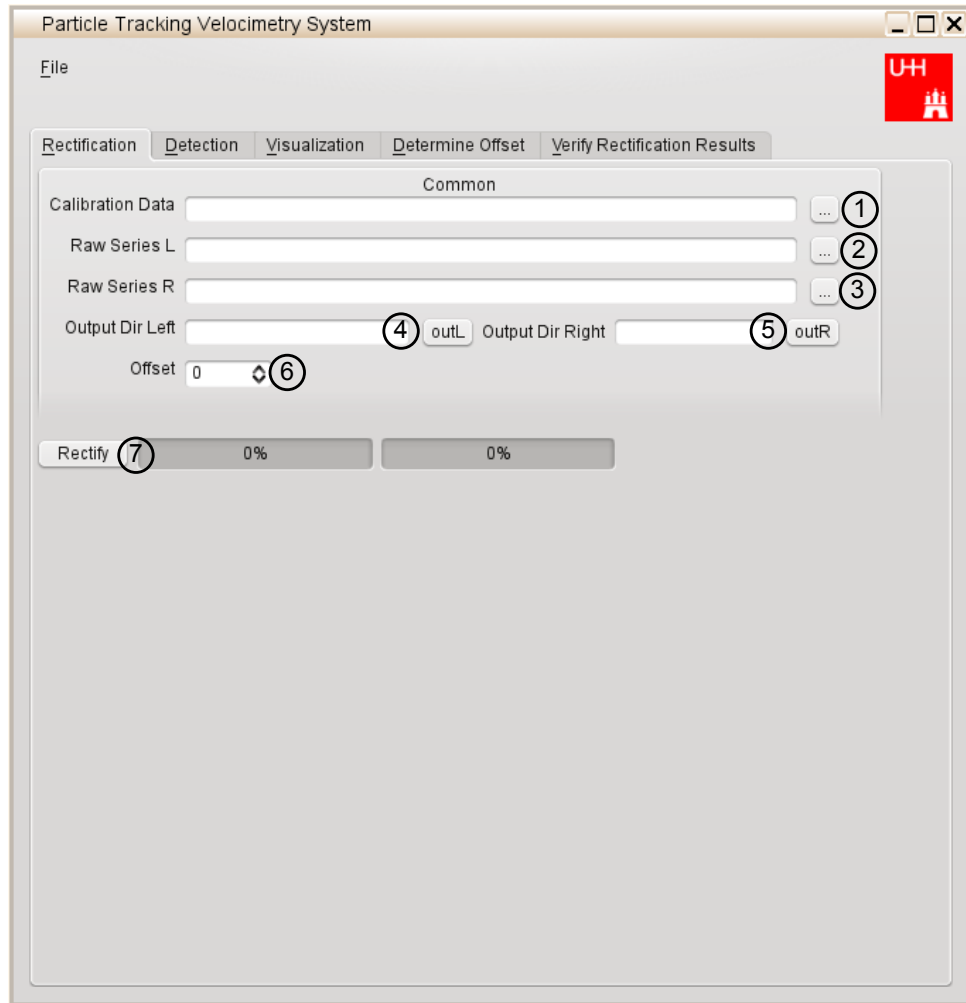 Particle Tracking Velocimetry System
File
UH
Rectification Detection Visualization Determine Offset Verify Rectification Results
Common
Calibration Data ... 1
Raw Series L ... 2
Raw Series R ... 3
Output Dir Left 4 outL Output Dir Right 5 outR
Offset 0 6
Rectify 7 0% 0%